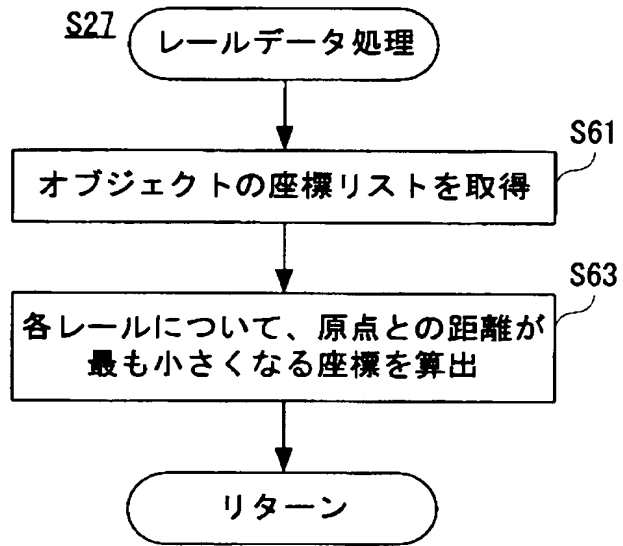 S27
レールデータ処理
S61
オブジェクトの座標リストを取得
S63
各レールについて、原点との距離が
最も小さくなる座標を算出
リターン